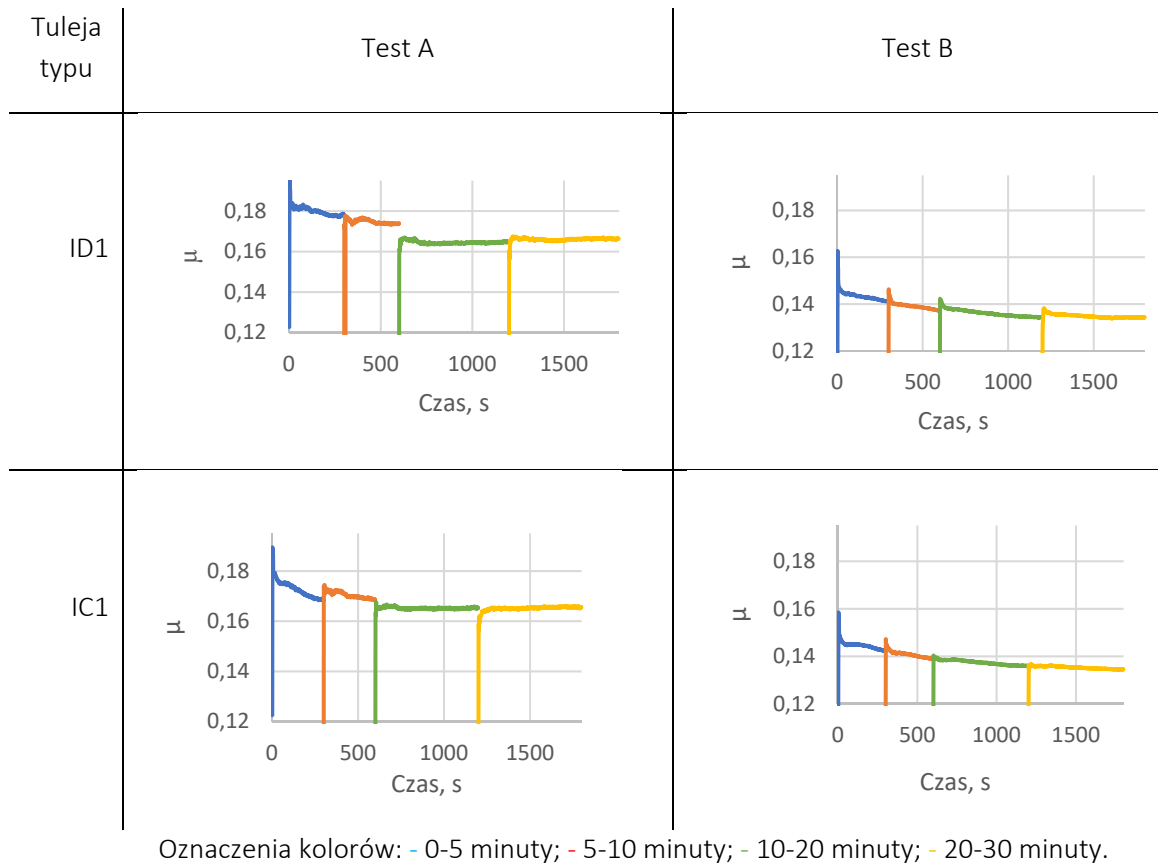 Tuleja typu
Test A
Test B
ID1
0,18
0,16
0,14
0,12
μ
0 500 1000 1500
Czas, s
0,18
0,16
0,14
0,12
μ
0 500 1000 1500
Czas, s
IC1
0,18
0,16
0,14
0,12
μ
0 500 1000 1500
Czas, s
0,18
0,16
0,14
0,12
μ
0 500 1000 1500
Czas, s
Oznaczenia kolorów: - 0-5 minuty; - 5-10 minuty; - 10-20 minuty; - 20-30 minuty.